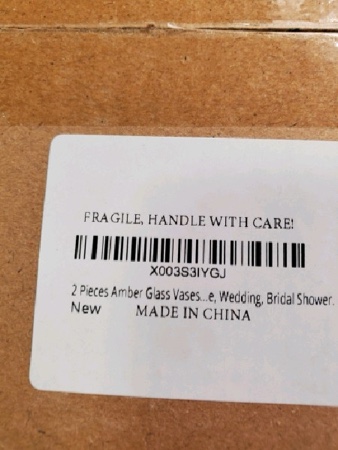 FRAGILE, HANDLE WITH CARE!
X003S3IYGJ
2 Pieces Amber Glass Vases...e, Wedding, Bridal Shower.
New MADE IN CHINA